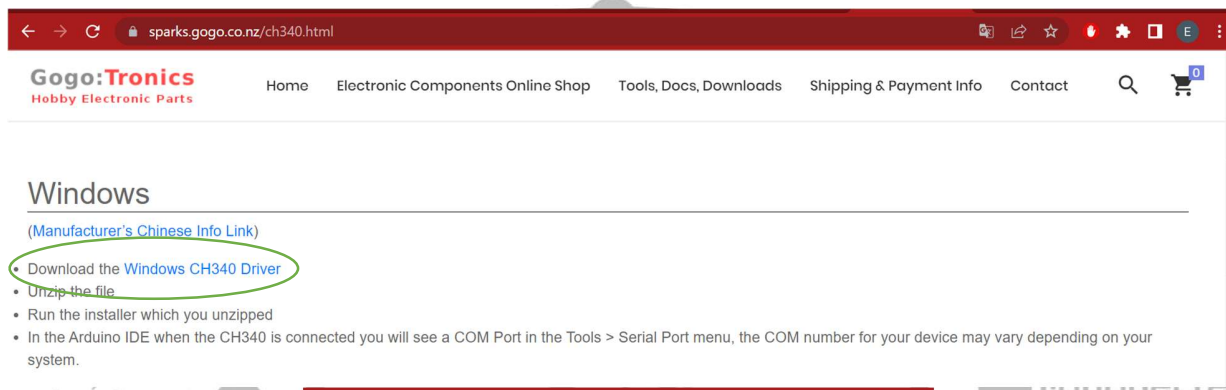 sparks.gogo.co.nz/ch340.html
E
Gogo:Tronics
Hobby Electronic Parts
Home Electronic Components Online Shop Tools, Docs, Downloads Shipping & Payment Info Contact
0
Windows
(Manufacturer's Chinese Info Link)
• Download the Windows CH340 Driver
• Unzip the file
• Run the installer which you unzipped
• In the Arduino IDE when the CH340 is connected you will see a COM Port in the Tools > Serial Port menu, the COM number for your device may vary depending on your
system.